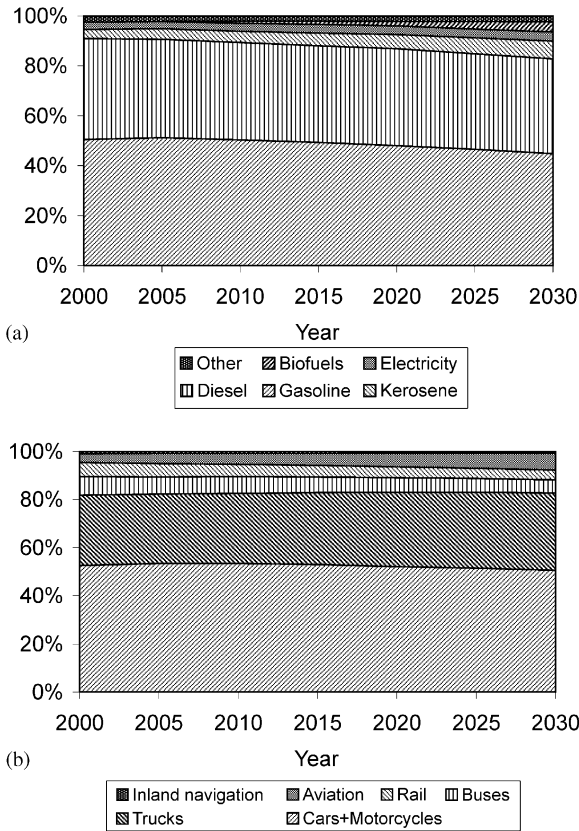 100%
80%
60%
40%
20%
0%
2000 2005 2010 2015 2020 2025 2030
Year
(a)
Other Biofuels Electricity
Diesel Gasoline Kerosene
100%
80%
60%
40%
20%
0%
2000 2005 2010 2015 2020 2025 2030
Year
(b)
Inland navigation Aviation Rail Buses
Trucks Cars+Motorcycles